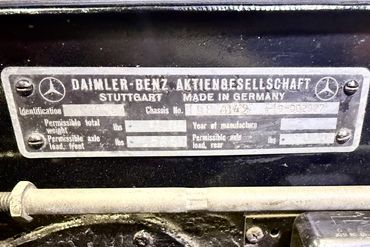 DAIMLER-BENZ AKTIENGESELLSCHAFT
STUTTGART MADE IN GERMANY
Identification Chassis No.
Permissible total weight lbs Year of manufacture
Permissible axle load, front lbs Permissible axle load, rear lbs